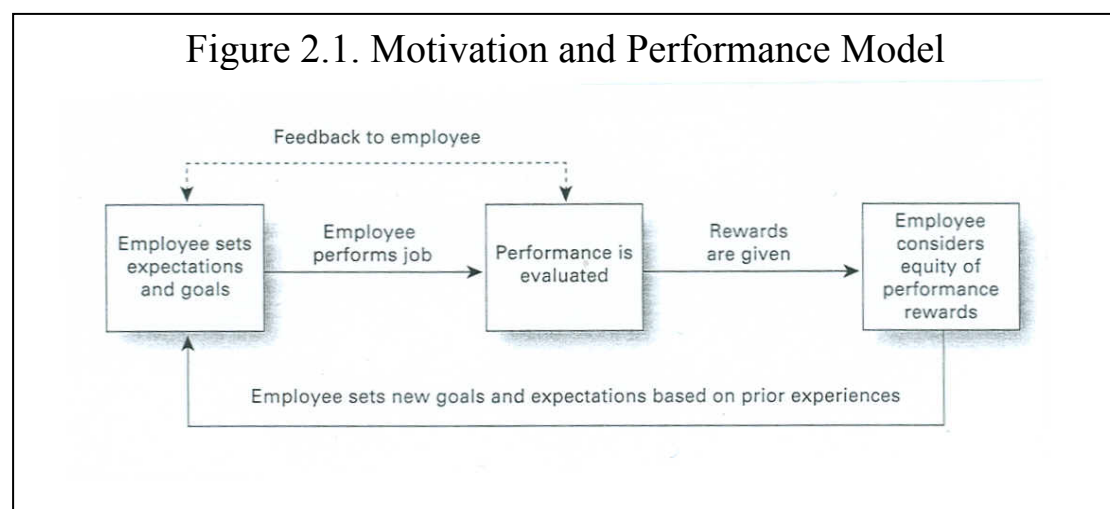 Figure 2.1. Motivation and Performance Model
Feedback to employee
Employee sets
expectations
and goals
Employee
performs job
Performance is
evaluated
Rewards
are given
Employee
considers
equity of
performance
rewards
Employee sets new goals and expectations based on prior experiences